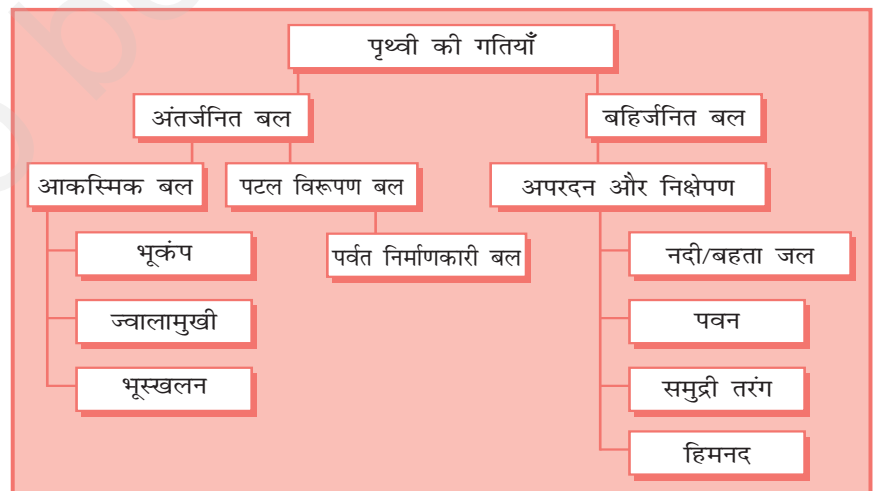 पृथ्वी की गतियाँ
अंतर्जनित बल
बहिर्जनित बल
आकस्मिक बल
पटल विरूपण बल
अपरदन और निक्षेपण
भूकंप
पर्वत निर्माणकारी बल
नदी/बहता जल
ज्वालामुखी
पवन
भूस्खलन
समुद्री तरंग
हिमनद